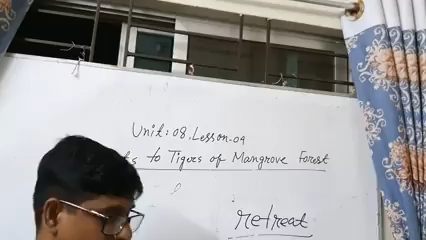 Unit: 08, Lesson-04
to Tigers of Mangrove Forest
retreat